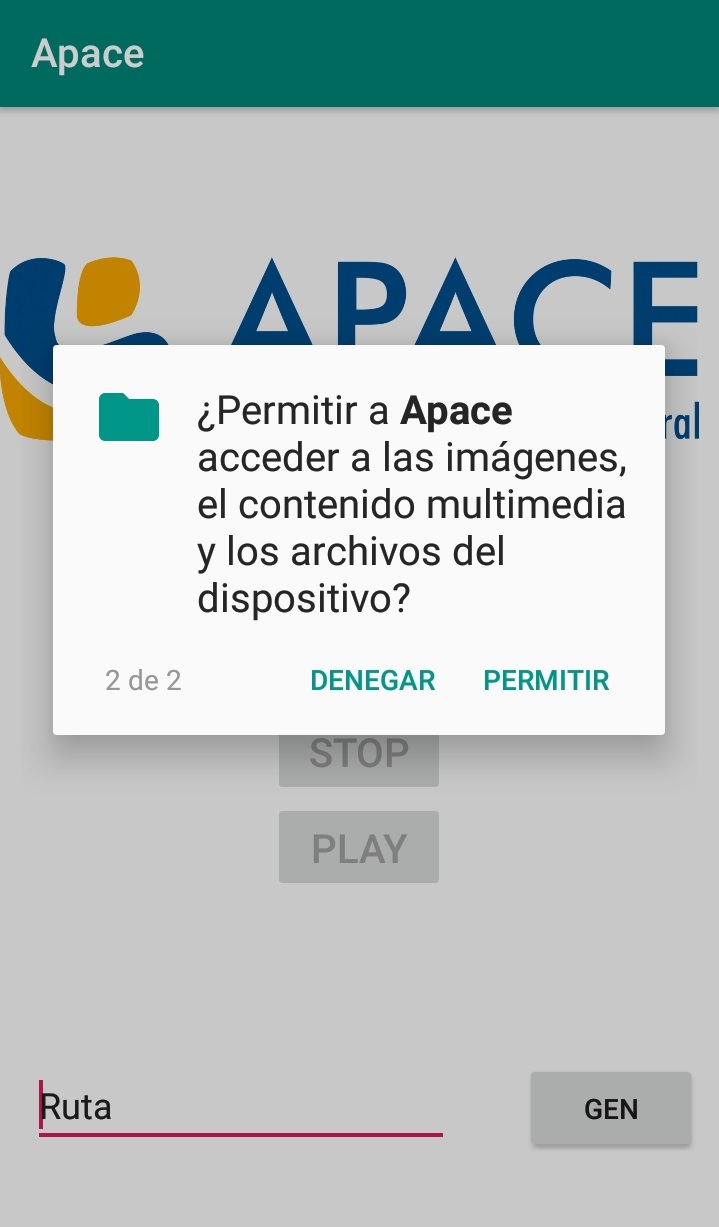 Apace
APACE
ral
¿Permitir a Apace
acceder a las imágenes,
el contenido multimedia
y los archivos del
dispositivo?
2 de 2
DENEGAR
PERMITIR
STOP
PLAY
Ruta
GEN